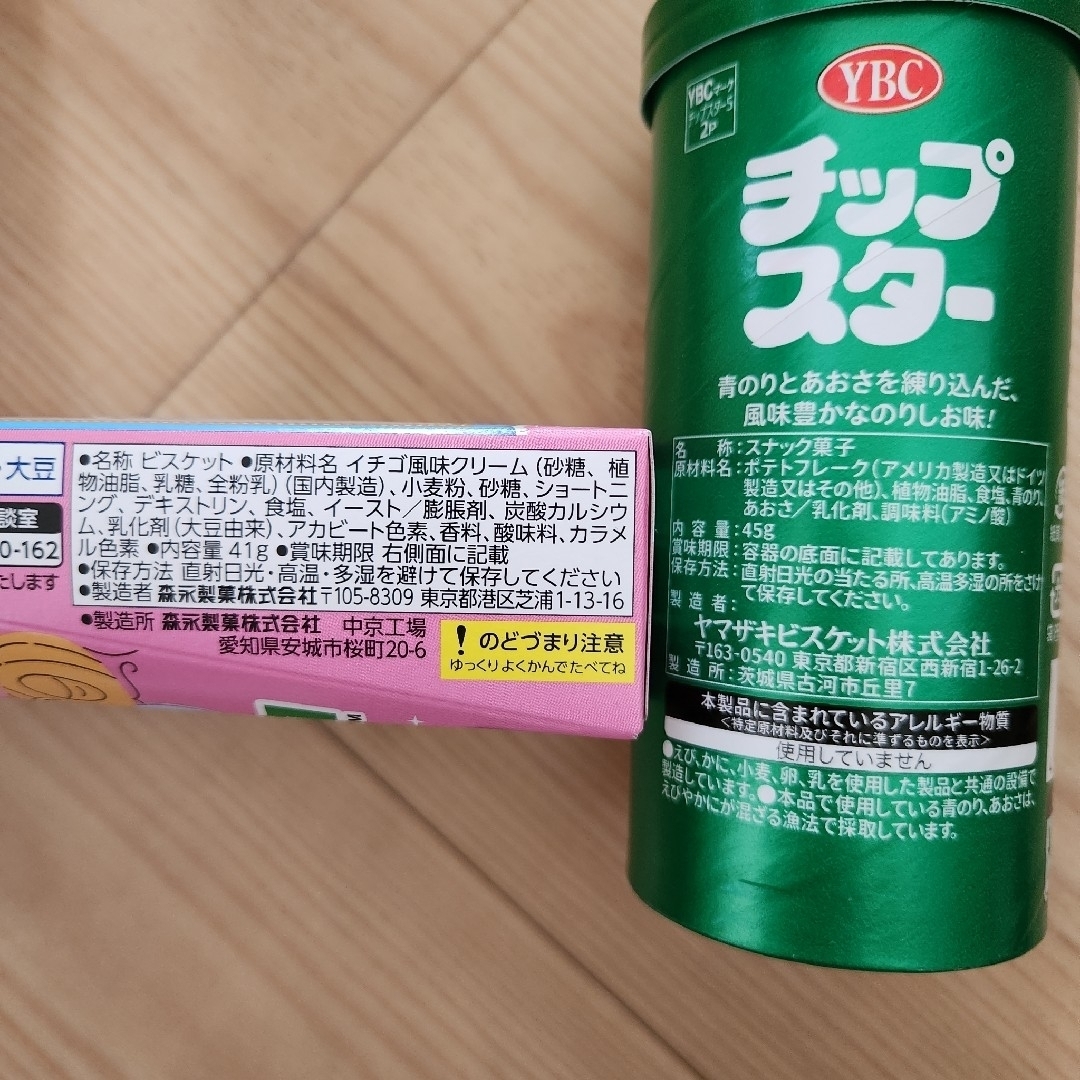 ・大豆
談室
0-162
たします
●名称 ビスケット ●原材料名 イチゴ風味クリーム (砂糖、植
物油脂、乳糖、全粉乳) (国内製造)、小麦粉、砂糖、ショートニ
ング、デキストリン、食塩、イースト/膨脹剤、炭酸カルシウ
ム、乳化剤(大豆由来)、アカビート色素、香料、酸味料、カラメ
ル色素 ●内容量 41g ●賞味期限 右側面に記載
●保存方法 直射日光・高温・多湿を避けて保存してください
●製造者 森永製菓株式会社 〒105-8309 東京都港区芝浦1-13-16
●製造所 森永製菓株式会社 中京工場
愛知県安城市桜町20-6
! のどづまり注意
ゆっくりよくかんでたべてね
YBC
YBCマーク
チップスターS
2P
チップ
スター
青のりとあおさを練り込んだ、
風味豊かなのりしお味!
名 称:スナック菓子
原材料名:ポテトフレーク(アメリカ製造又はドイツ
製造又はその他)、植物油脂、食塩、青のり、
あおさ/乳化剤、調味料(アミノ酸)
内容量:45g
賞味期限:容器の底面に記載してあります。
保存方法:直射日光の当たる所、高温多湿の所をさけ
て保存してください。
製造者:
ヤマザキビスケット株式会社
〒163-0540 東京都新宿区西新宿1-26-2
製造所:茨城県古河市丘里7
本製品に含まれているアレルギー物質
<特定原材料及びそれに準ずるものを表示>
使用していません
●えび、かに、小麦、卵、乳を使用した製品と共通の設備で
製造しています。●本品で使用している青のり、あおさは、
えびやかにが混ざる漁法で採取しています。